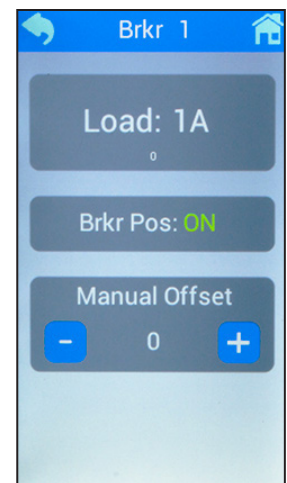 Brkr 1
Load: 1A
0
Brkr Pos: ON
Manual Offset
- 0 +